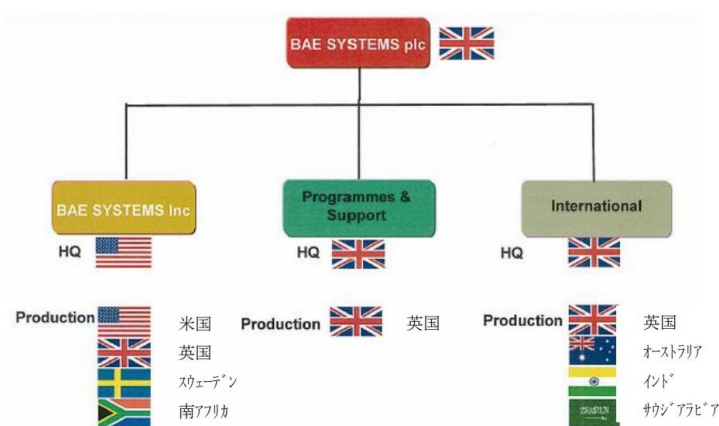 BAE SYSTEMS plc
BAE SYSTEMS Inc
Programmes &
Support
International
HQ
HQ
HQ
Production
米国
英国
スウェーデン
南アフリカ
Production
英国
Production
英国
オーストラリア
インド
サウジアラビア